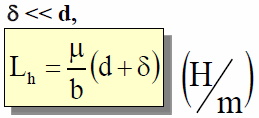 δ << d,
L_h = μ/b (d + δ) (H/m)